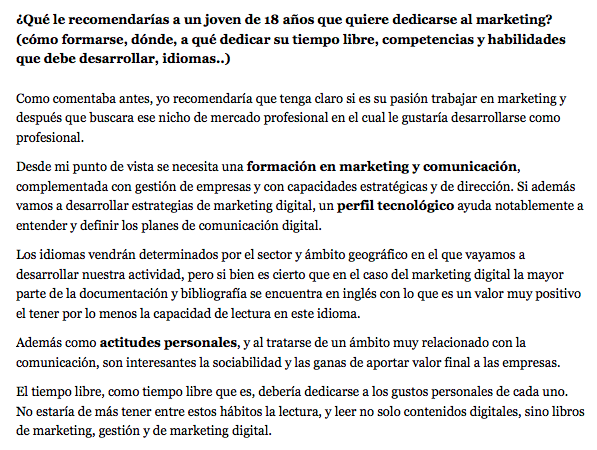 ¿Qué le recomendarías a un joven de 18 años que quiere dedicarse al marketing?
(cómo formarse, dónde, a qué dedicar su tiempo libre, competencias y habilidades
que debe desarrollar, idiomas..)
Como comentaba antes, yo recomendaría que tenga claro si es su pasión trabajar en marketing y
después que buscara ese nicho de mercado profesional en el cual le gustaría desarrollarse como
profesional.
Desde mi punto de vista se necesita una formación en marketing y comunicación,
complementada con gestión de empresas y con capacidades estratégicas y de dirección. Si además
vamos a desarrollar estrategias de marketing digital, un perfil tecnológico ayuda notablemente a
entender y definir los planes de comunicación digital.
Los idiomas vendrán determinados por el sector y ámbito geográfico en el que vayamos a
desarrollar nuestra actividad, pero si bien es cierto que en el caso del marketing digital la mayor
parte de la documentación y bibliografía se encuentra en inglés con lo que es un valor muy positivo
el tener por lo menos la capacidad de lectura en este idioma.
Además como actitudes personales, y al tratarse de un ámbito muy relacionado con la
comunicación, son interesantes la sociabilidad y las ganas de aportar valor final a las empresas.
El tiempo libre, como tiempo libre que es, debería dedicarse a los gustos personales de cada uno.
No estaría de más tener entre estos hábitos la lectura, y leer no solo contenidos digitales, sino libros
de marketing, gestión y de marketing digital.